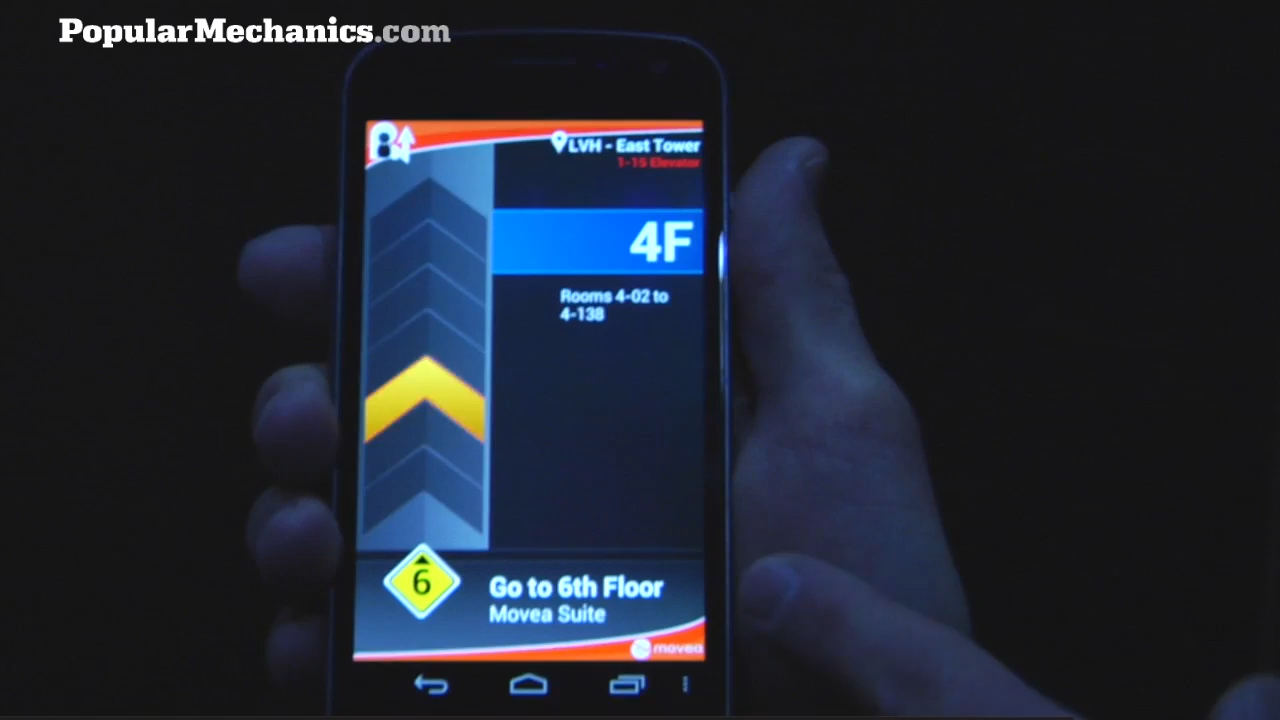 PopularMechanics.com
LVH - East Tower
1-15 Elevator
4F
Rooms 4-02 to
4-138
6
Go to 6th Floor
Movea Suite
movea